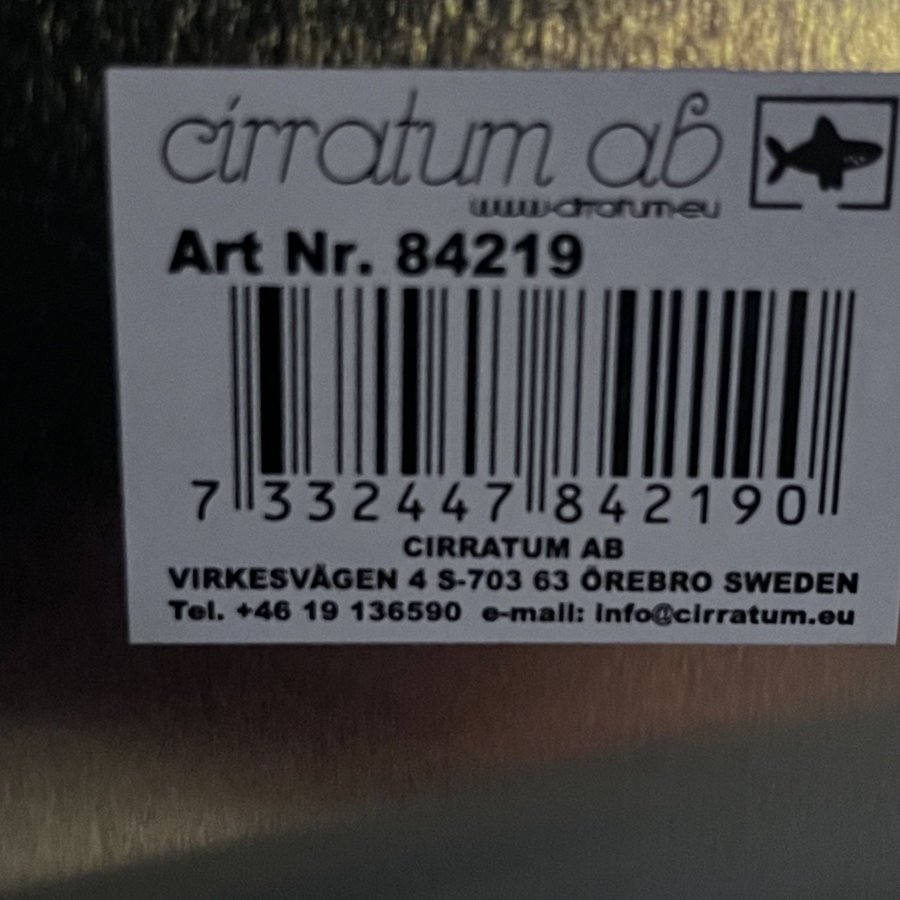 cirratum ab
www.cirratum.eu
Art Nr. 84219
7 332447 842190
CIRRATUM AB
VIRKESVÄGEN 4 S-703 63 ÖREBRO SWEDEN
Tel. +46 19 136590 e-mail: info@cirratum.eu